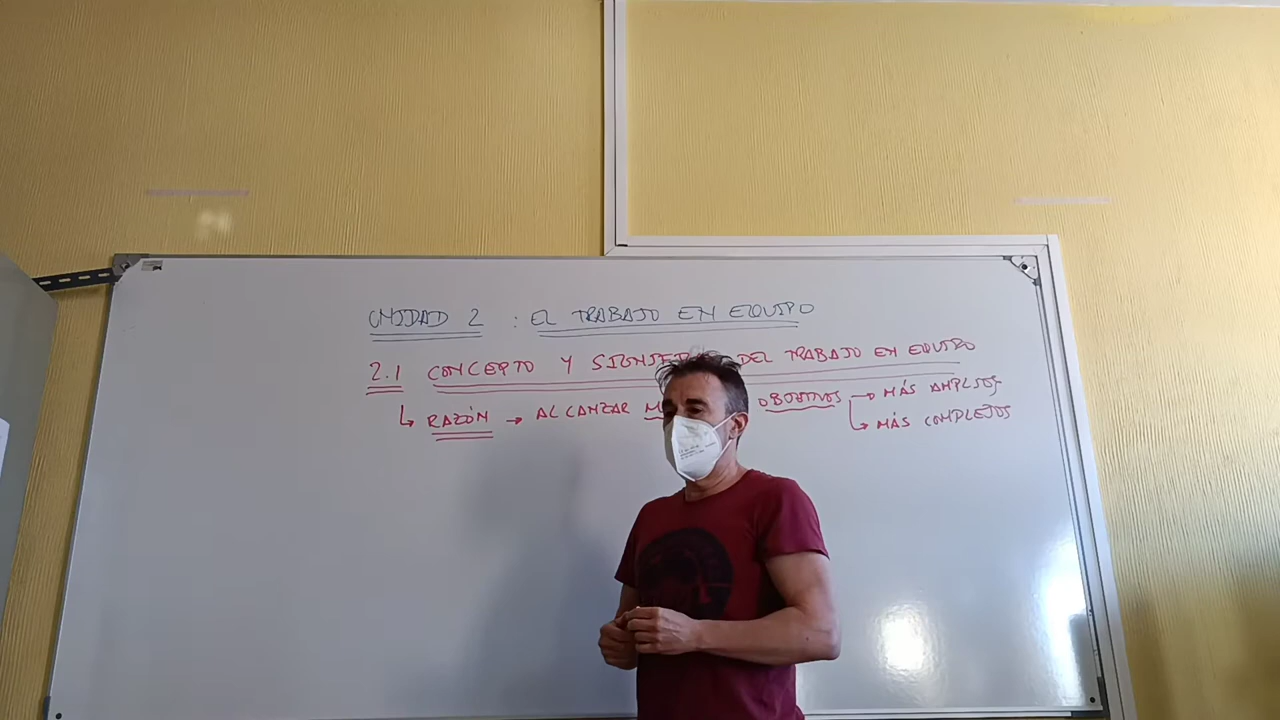 UNIDAD 2 : EL TRABAJO EN EQUIPO
2.1 CONCEPTO Y DEL TRABAJO EN EQUIPO
↳ RAZÓN → ALCANZAR OBJETIVOS → MÁS AMPLIOS
↳ MÁS COMPLEJOS